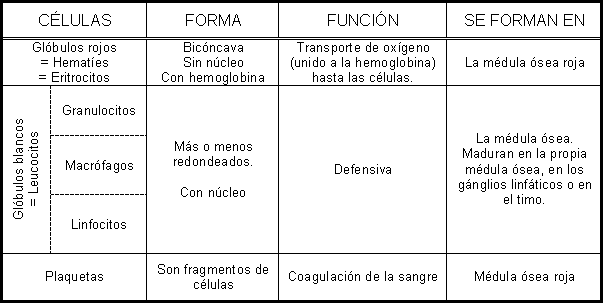 CÉLULAS
FORMA
FUNCIÓN
SE FORMAN EN
Glóbulos rojos
= Hematíes
= Eritrocitos
Bicóncava
Sin núcleo
Con hemoglobina
Transporte de oxígeno
(unido a la hemoglobina)
hasta las células.
La médula ósea roja
Glóbulos blancos
= Leucocitos
Granulocitos
Macrófagos
Linfocitos
Más o menos
redondeados.
Con núcleo
Defensiva
La médula ósea.
Maduran en la propia
médula ósea, en los
gánglios linfáticos o en
el timo.
Plaquetas
Son fragmentos de
células
Coagulación de la sangre
Médula ósea roja